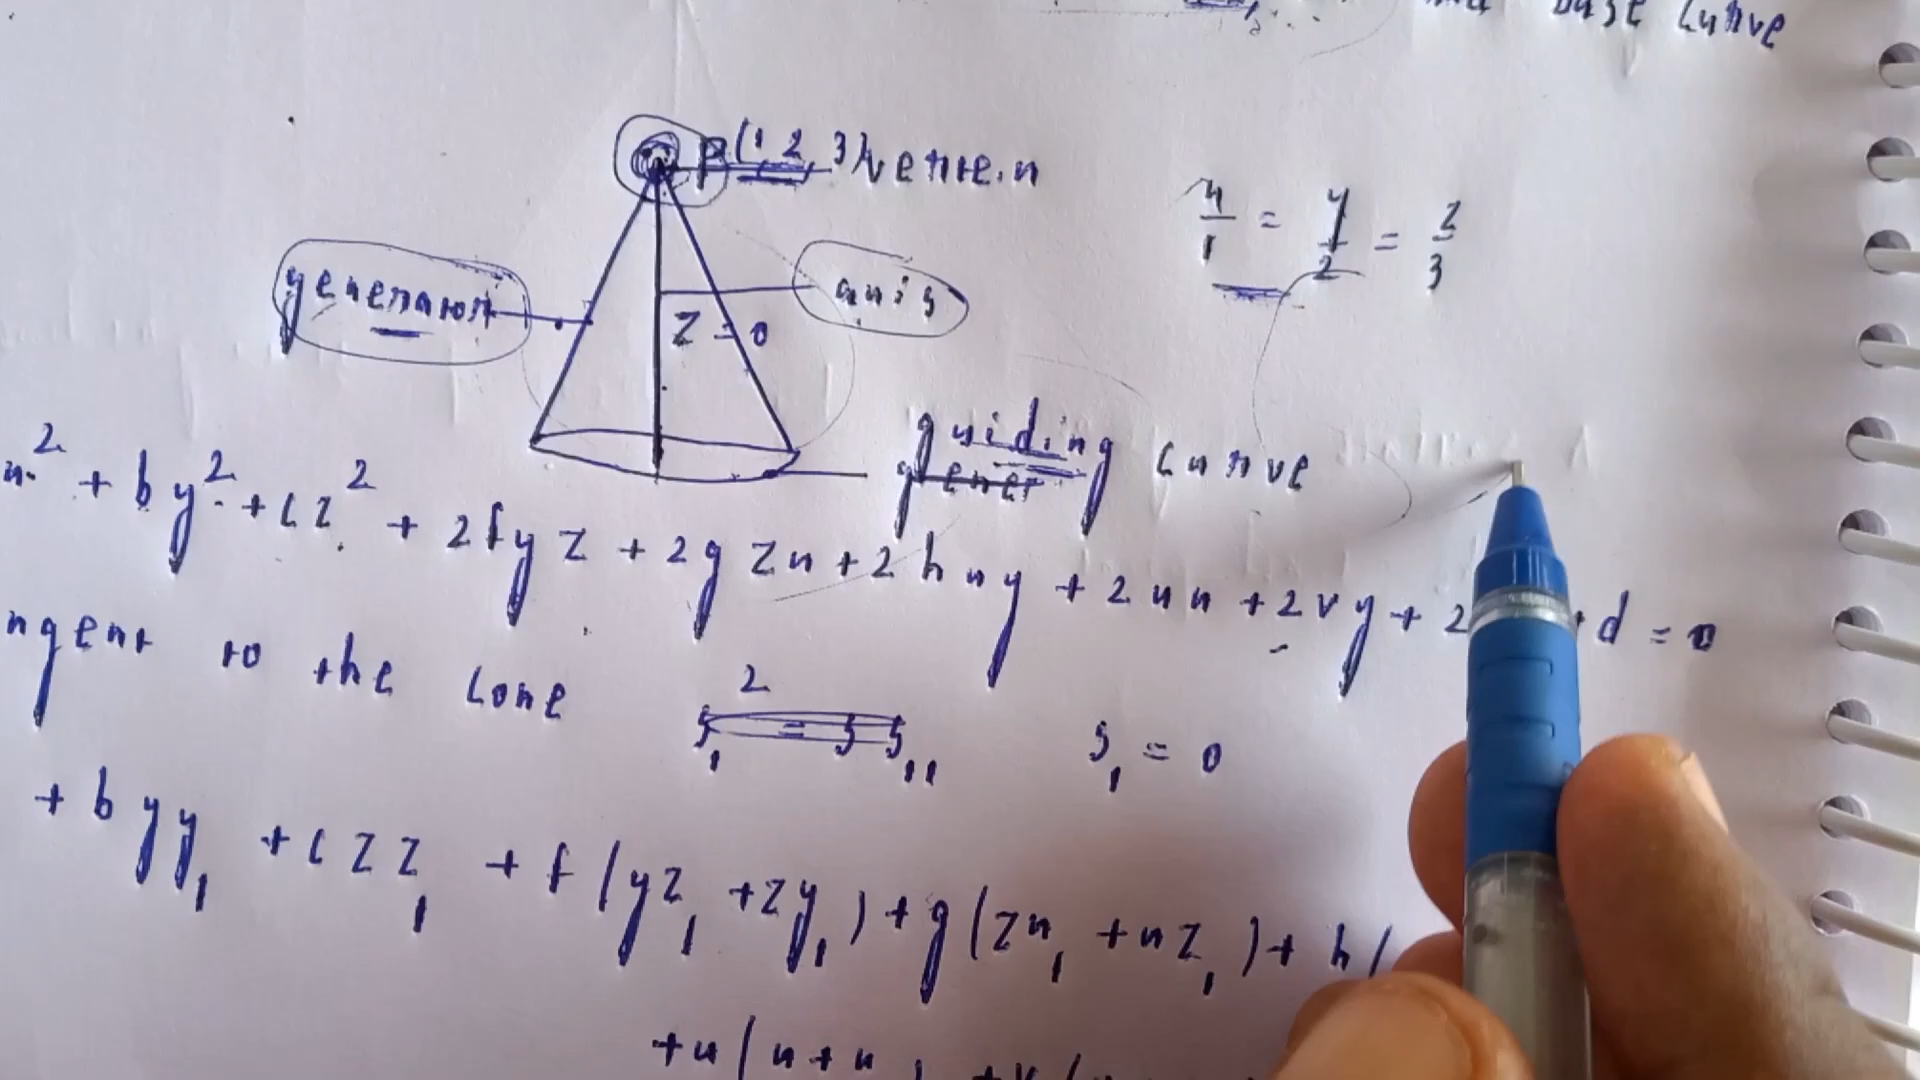 base curve
P(1 2, 3) vertex
x/1 = y/2 = z/3
generator
axis
Z = 0
guiding curve
gener
x² + by² + cz² + 2fyz + 2gzx + 2hxy + 2ux + 2vy + 2 + d = 0
ngent to the cone S₁² = S S₁₁ S₁ = 0
+ byy₁ + czz₁ + f(yz₁ + zy₁) + g(zx₁ + xz₁) + h(
+u(x+x